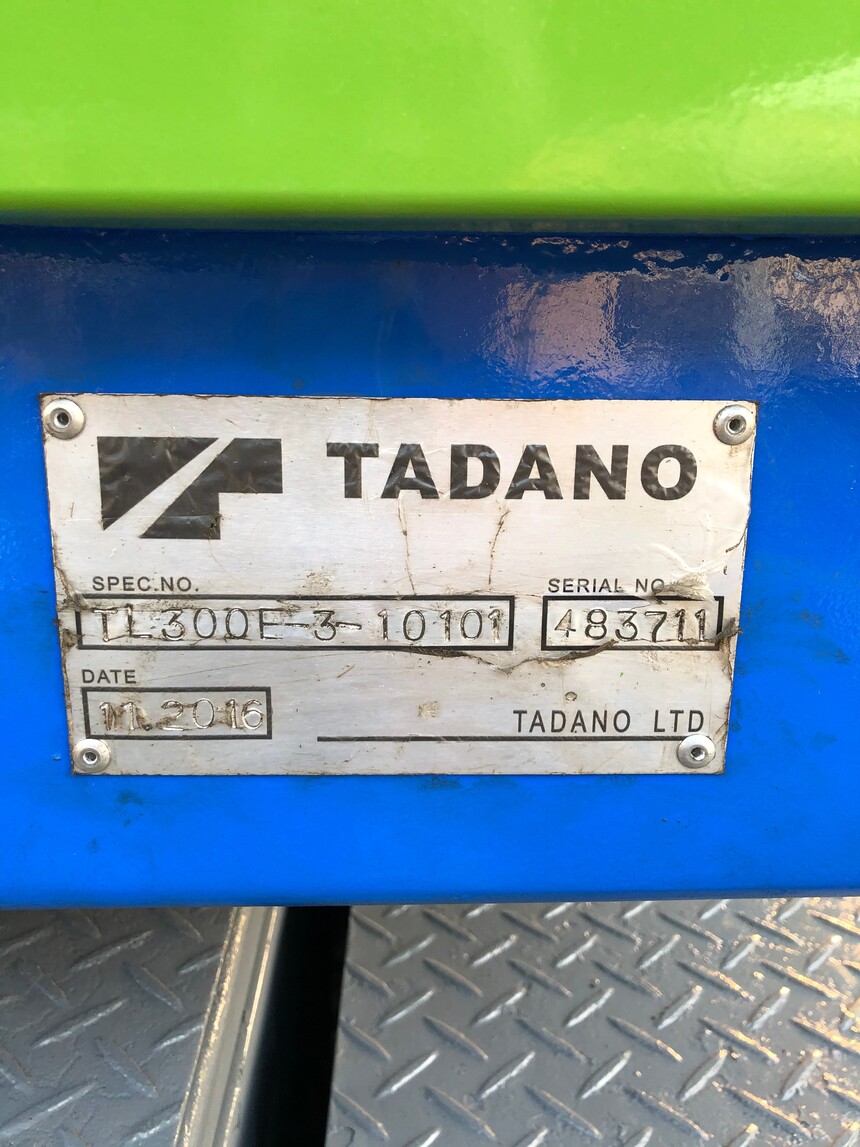 TADANO
SPEC.NO. SERIAL NO.
TL300E-3-10101 483711
DATE
11.2016
TADANO LTD